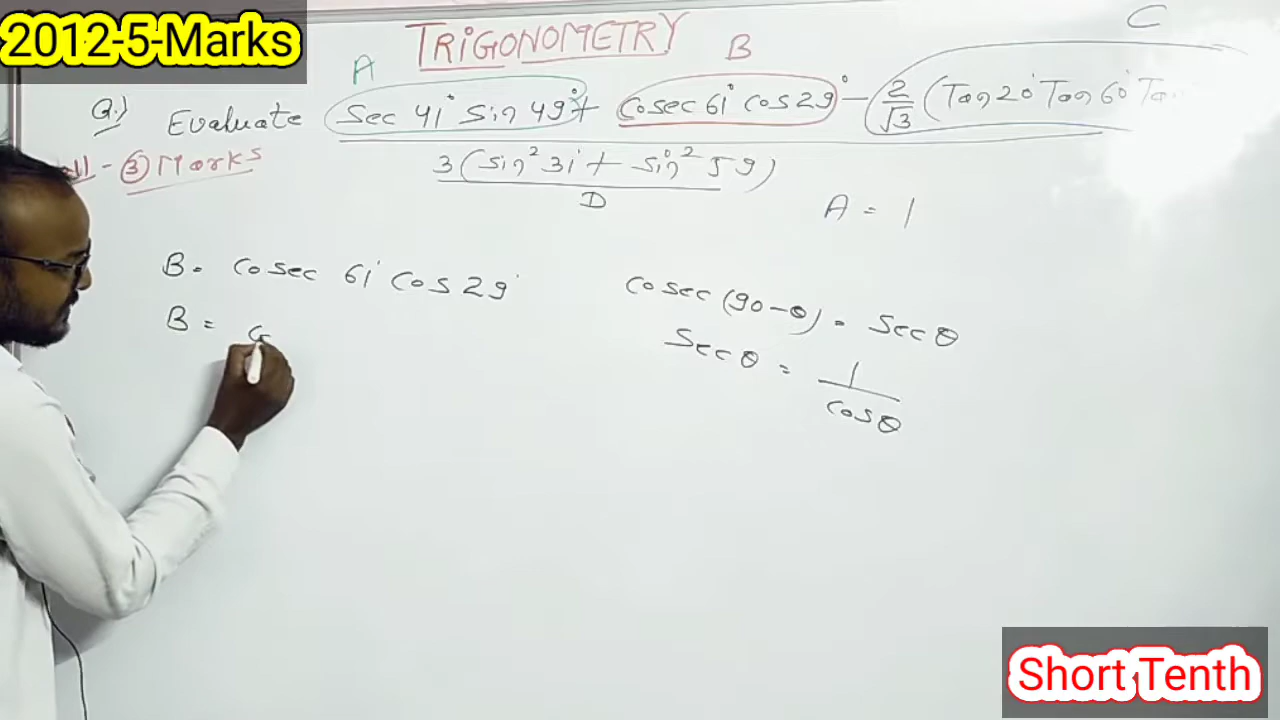 2012-5-Marks
TRIGONOMETRY
A B C
Q.) Evaluate Sec 41° Sin 49° + Cosec 61° Cos 29° - 2/√3 (Tan 20° Tan 60° Tan
3 (Sin² 31° + Sin² 59°)
- ③ Marks
D
A = 1
B = Cosec 61° Cos 29°
Cosec (90-θ) = Sec θ
B =
Sec θ = 1/Cos θ
Short Tenth